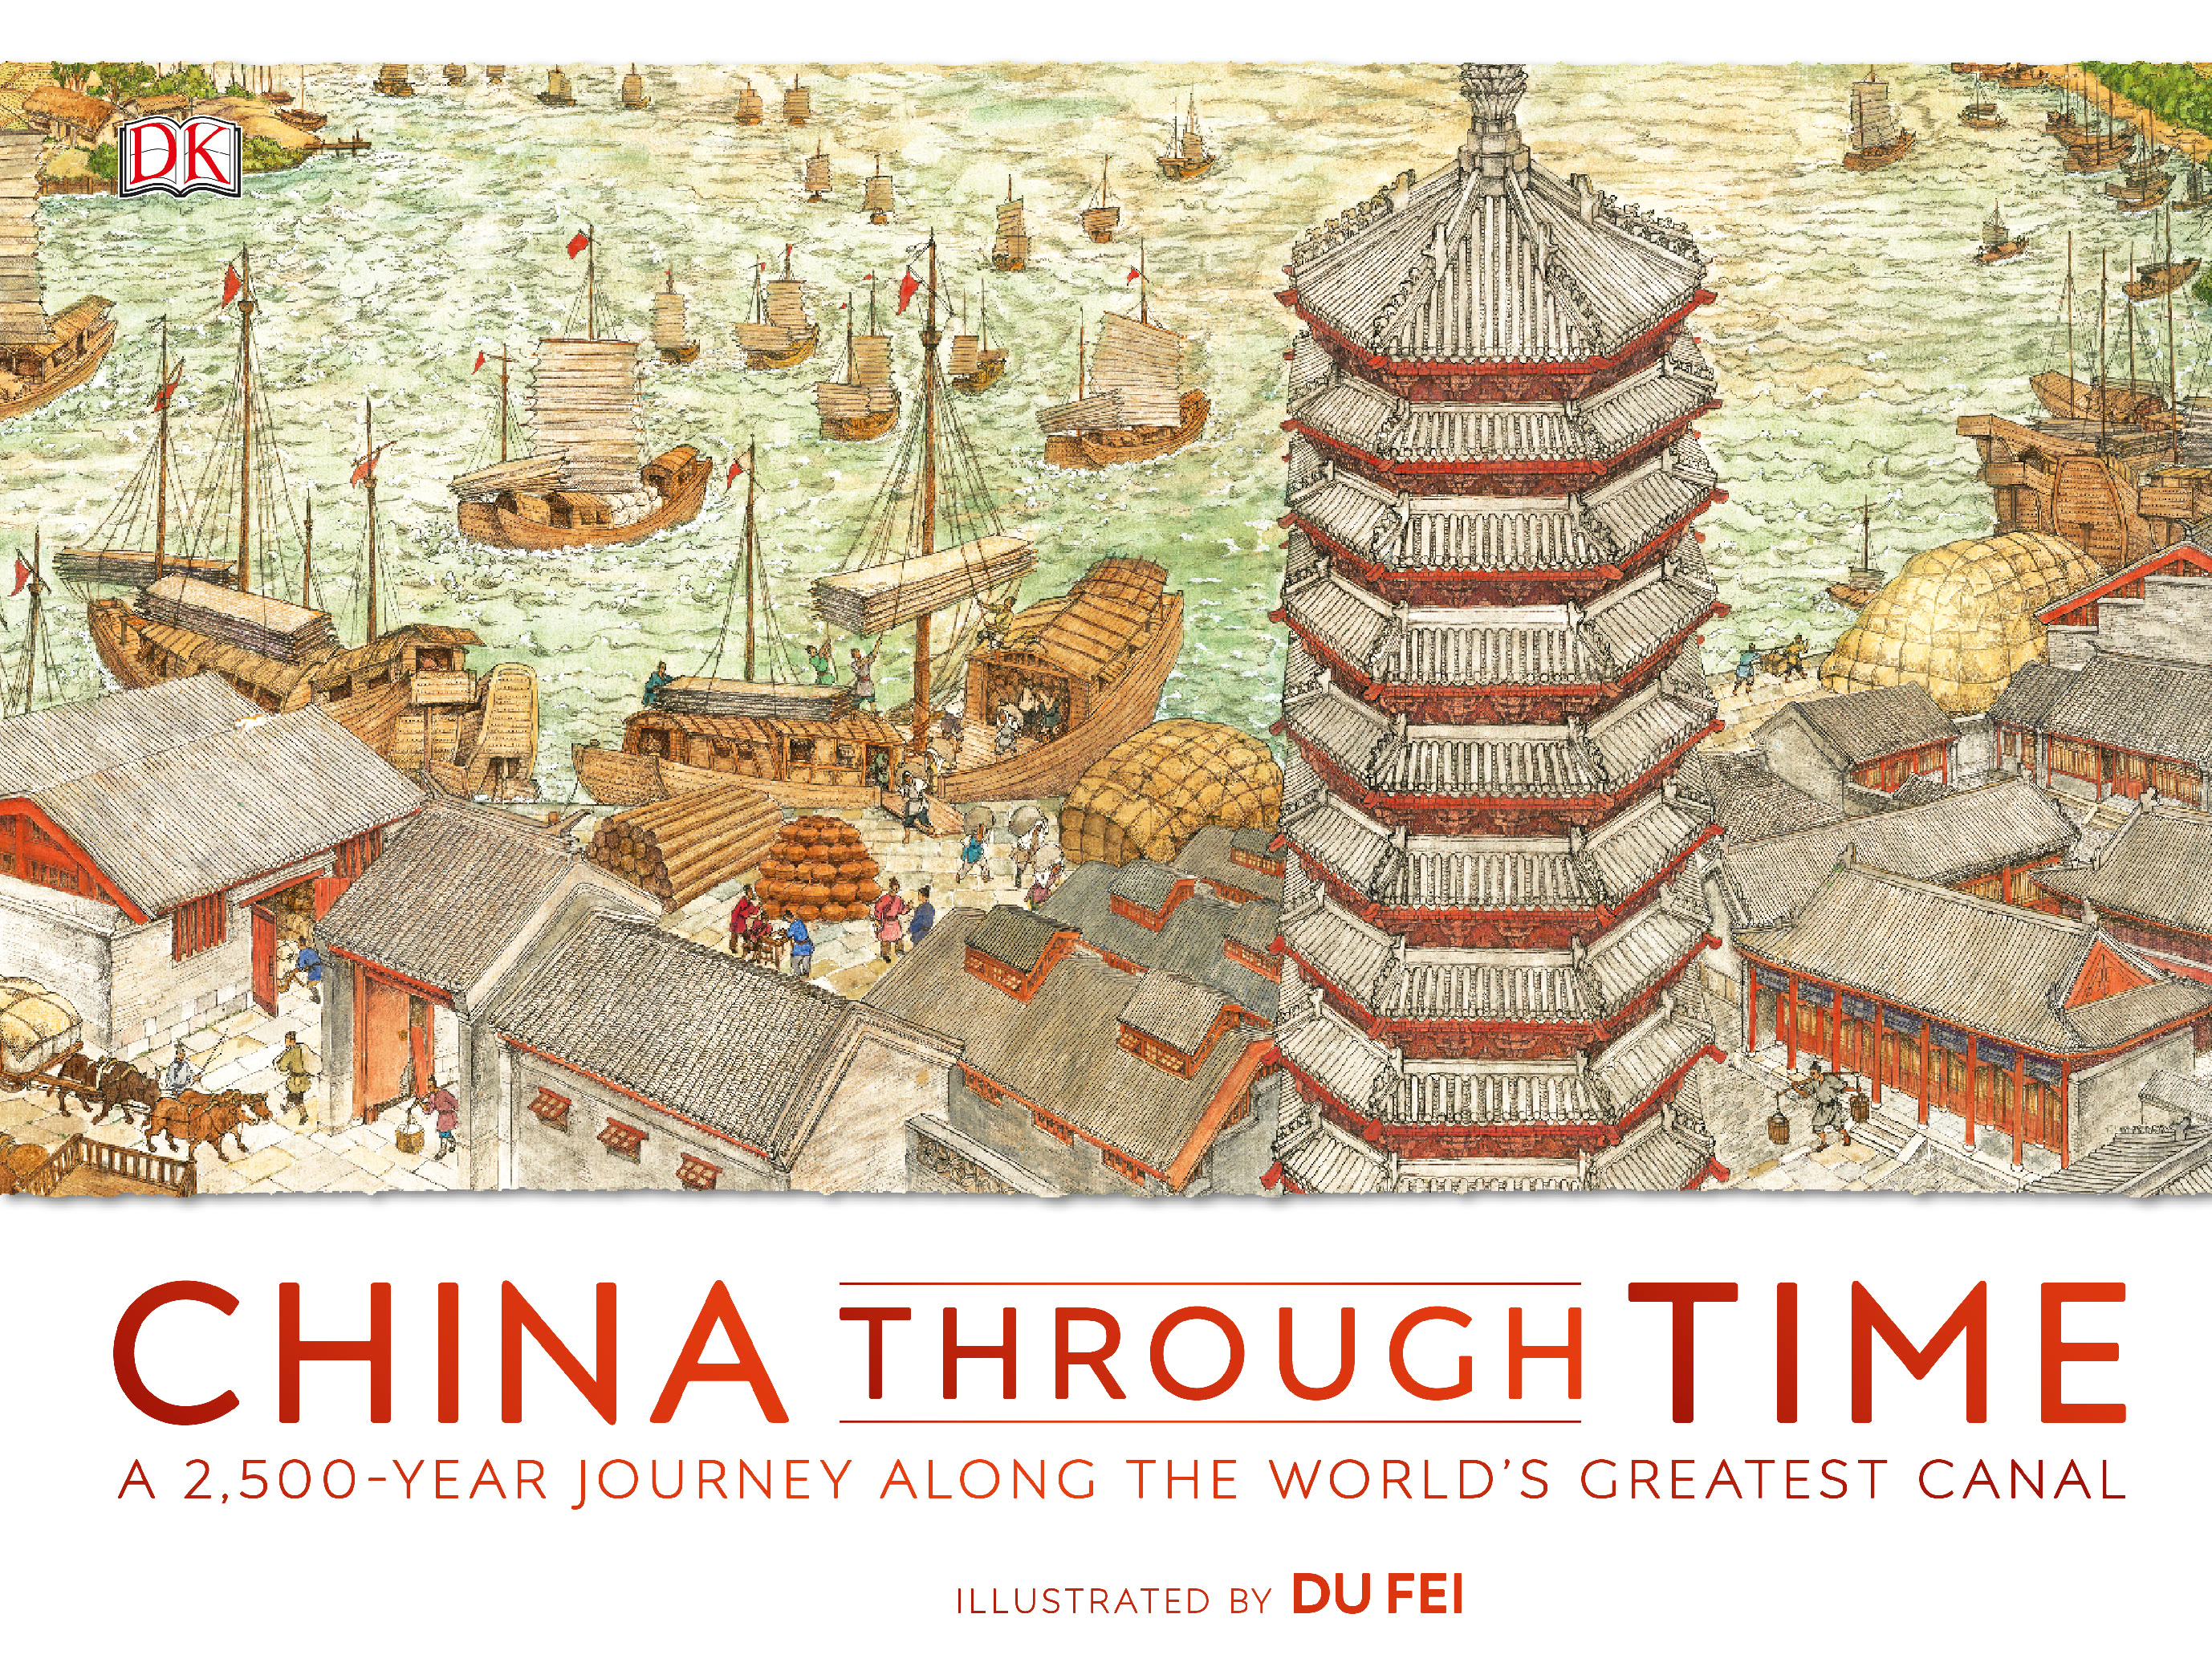 DK
CHINA THROUGH TIME
A 2,500-YEAR JOURNEY ALONG THE WORLD'S GREATEST CANAL
ILLUSTRATED BY DU FEI